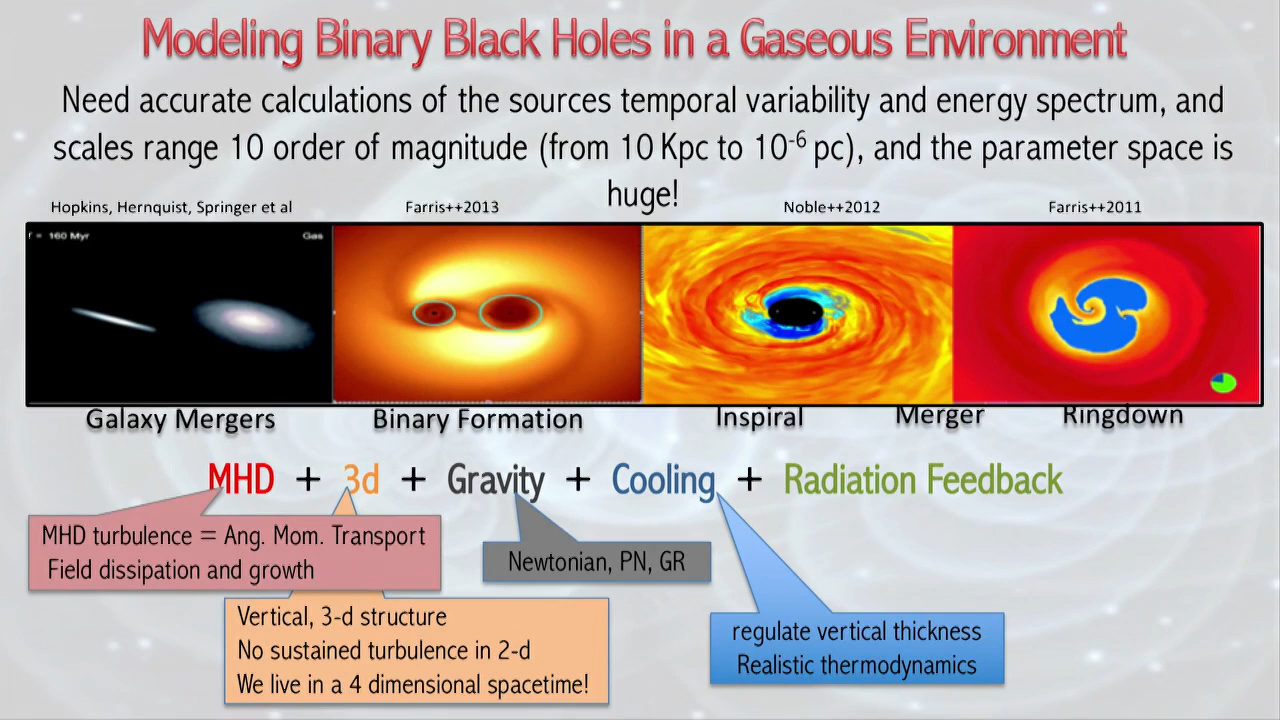 Modeling Binary Black Holes in a Gaseous Environment
Need accurate calculations of the sources temporal variability and energy spectrum, and
scales range 10 order of magnitude (from 10 Kpc to 10⁻⁶ pc), and the parameter space is
huge!
Hopkins, Hernquist, Springer et al
Farris++2013
Noble++2012
Farris++2011
160 Myr
Gas
Galaxy Mergers
Binary Formation
Inspiral
Merger
Ringdown
MHD + 3d + Gravity + Cooling + Radiation Feedback
MHD turbulence = Ang. Mom. Transport
Field dissipation and growth
Newtonian, PN, GR
Vertical, 3-d structure
No sustained turbulence in 2-d
We live in a 4 dimensional spacetime!
regulate vertical thickness
Realistic thermodynamics